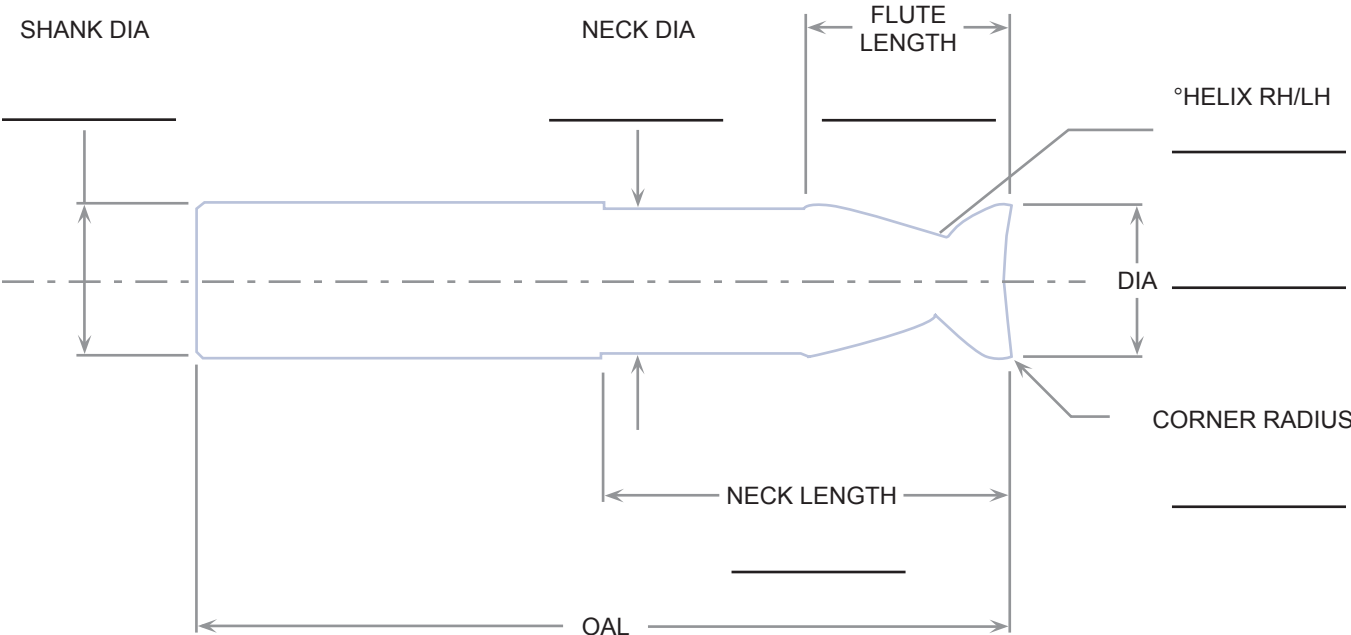 SHANK DIA
NECK DIA
FLUTE
LENGTH
°HELIX RH/LH
DIA
CORNER RADIUS
NECK LENGTH
OAL